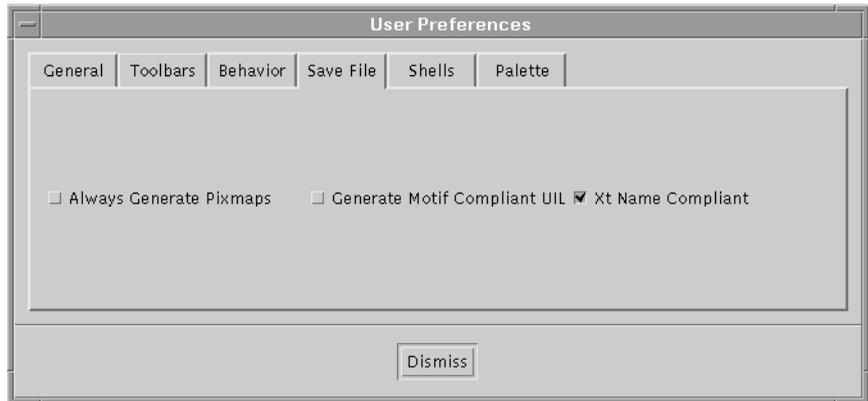 User Preferences
General Toolbars Behavior Save File Shells Palette
Always Generate Pixmaps Generate Motif Compliant UIL Xt Name Compliant
Dismiss